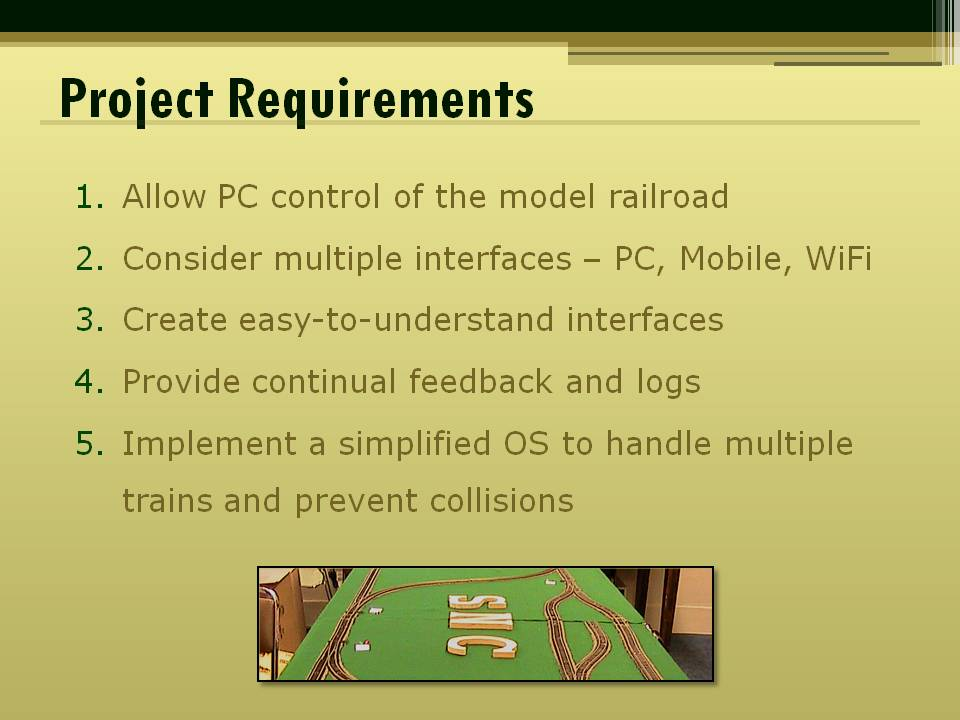 Project Requirements
1. Allow PC control of the model railroad
2. Consider multiple interfaces – PC, Mobile, WiFi
3. Create easy-to-understand interfaces
4. Provide continual feedback and logs
5. Implement a simplified OS to handle multiple
trains and prevent collisions
SNC